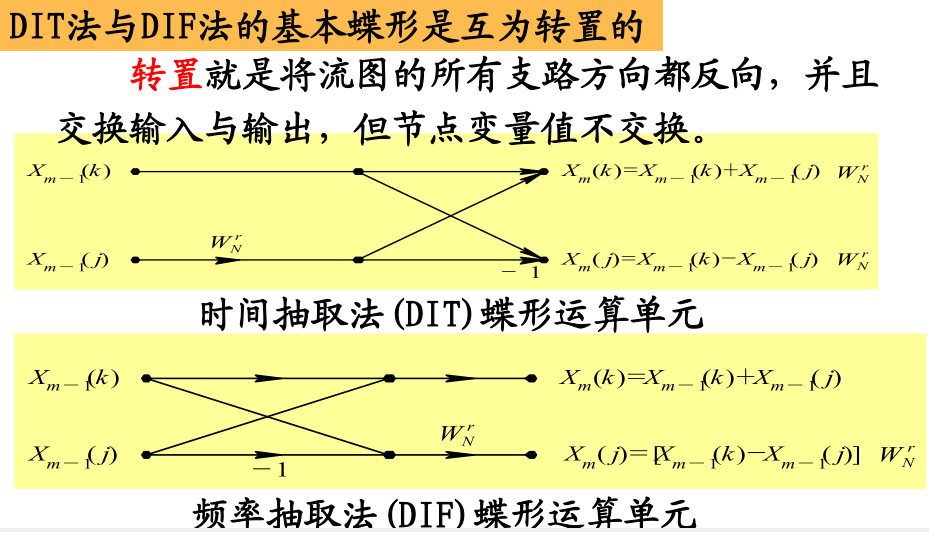 DIT法与DIF法的基本蝶形是互为转置的
转置就是将流图的所有支路方向都反向，并且
交换输入与输出，但节点变量值不交换。
X_{m-1}(k) X_m(k)=X_{m-1}(k)+X_{m-1}(j) W_N^r
W_N^r
X_{m-1}(j) X_m(j)=X_{m-1}(k)-X_{m-1}(j) W_N^r
-1
时间抽取法(DIT)蝶形运算单元
X_{m-1}(k) X_m(k)=X_{m-1}(k)+X_{m-1}(j)
W_N^r
X_{m-1}(j) X_m(j)=[X_{m-1}(k)-X_{m-1}(j)] W_N^r
-1
频率抽取法(DIF)蝶形运算单元